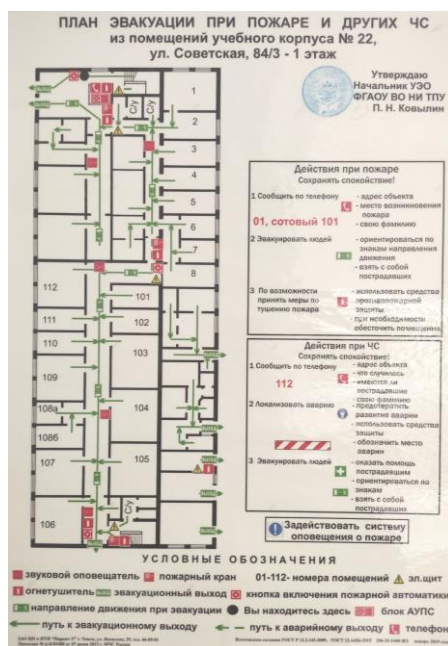 ПЛАН ЭВАКУАЦИИ ПРИ ПОЖАРЕ И ДРУГИХ ЧС
из помещений учебного корпуса № 22,
ул. Советская, 84/3 - 1 этаж
Утверждаю
Начальник УЭО
ФГАОУ ВО НИ ТПУ
П. Н. Ковылин
С/у
С/у
1
2
3
4
5
6
7
8
112
111
110
109
108а
108б
107
106
101
102
103
104
105
С/у
Действия при пожаре
Сохранять спокойствие!
1 Сообщить по телефону
01, сотовый 101
- адрес объекта
- место возникновения
пожара
- свою фамилию
2 Эвакуировать людей
- ориентироваться по
знакам направления
движения
- взять с собой
пострадавших
3 По возможности
принять меры по
тушению пожара
- использовать средства
противопожарной
защиты
- при необходимости
обесточить помещение
Действия при ЧС
Сохранять спокойствие!
1 Сообщить по телефону
112
- адрес объекта
- что случилось
- имеются ли
пострадавшие
- свою фамилию
2 Локализовать аварию
- предотвратить
развитие аварии
- использовать средства
защиты
- обозначить место
аварии
3 Эвакуировать людей
- оказать помощь
пострадавшим
- ориентироваться по
знакам
- взять с собой
пострадавших
Задействовать систему
оповещения о пожаре
УСЛОВНЫЕ ОБОЗНАЧЕНИЯ
звуковой оповещатель пожарный кран 01-112- номера помещений эл.щит
огнетушитель эвакуационный выход кнопка включения пожарной автоматики
направление движения при эвакуации Вы находитесь здесь блок АУПС
путь к эвакуационному выходу путь к аварийному выходу телефон